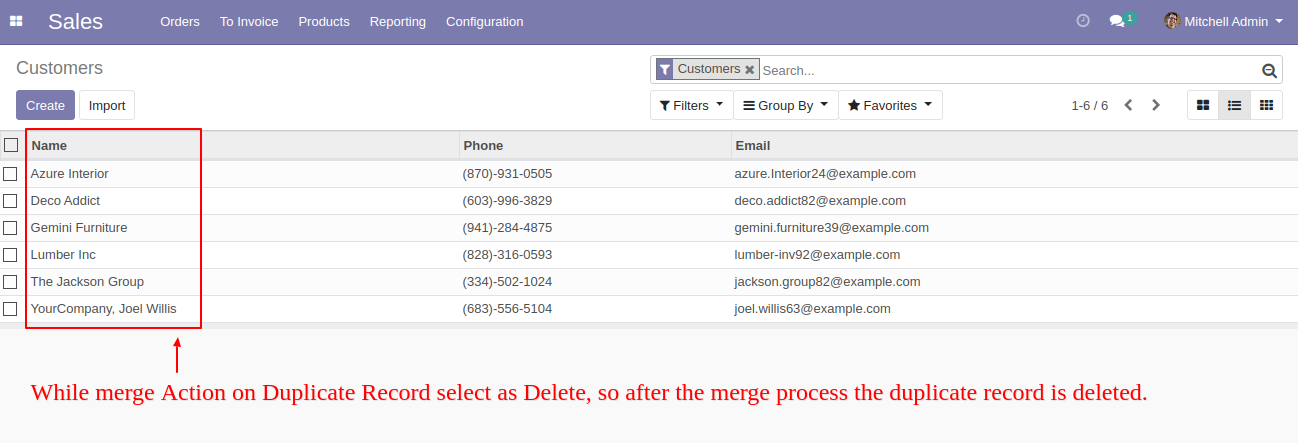 Sales Orders To Invoice Products Reporting Configuration 1 Mitchell Admin
Customers
Customers Search...
Create Import
Filters Group By Favorites 1-6 / 6
Name Phone Email
Azure Interior (870)-931-0505 azure.Interior24@example.com
Deco Addict (603)-996-3829 deco.addict82@example.com
Gemini Furniture (941)-284-4875 gemini.furniture39@example.com
Lumber Inc (828)-316-0593 lumber-inv92@example.com
The Jackson Group (334)-502-1024 jackson.group82@example.com
YourCompany, Joel Willis (683)-556-5104 joel.willis63@example.com
While merge Action on Duplicate Record select as Delete, so after the merge process the duplicate record is deleted.